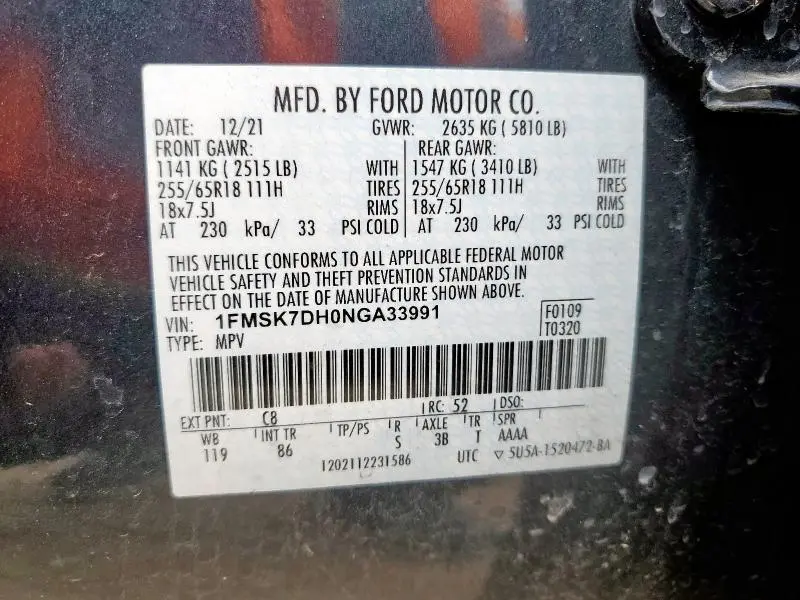 MFD. BY FORD MOTOR CO.
DATE: 12/21 GVWR: 2635 KG ( 5810 LB)
FRONT GAWR: REAR GAWR:
1141 KG ( 2515 LB) WITH 1547 KG ( 3410 LB) WITH
255/65R18 111H TIRES 255/65R18 111H TIRES
18x7.5J RIMS 18x7.5J RIMS
AT 230 kPa/ 33 PSI COLD AT 230 kPa/ 33 PSI COLD
THIS VEHICLE CONFORMS TO ALL APPLICABLE FEDERAL MOTOR
VEHICLE SAFETY AND THEFT PREVENTION STANDARDS IN
EFFECT ON THE DATE OF MANUFACTURE SHOWN ABOVE.
VIN: 1FMSK7DH0NGA33991 F0109
TYPE: MPV T0320
EXT PNT: C8 RC: 52 DSO:
WB INT TR TP/PS R AXLE TR SPR
119 86 S 3B T AAAA
1202112231586 UTC ▽ 5U5A-1520472-BA